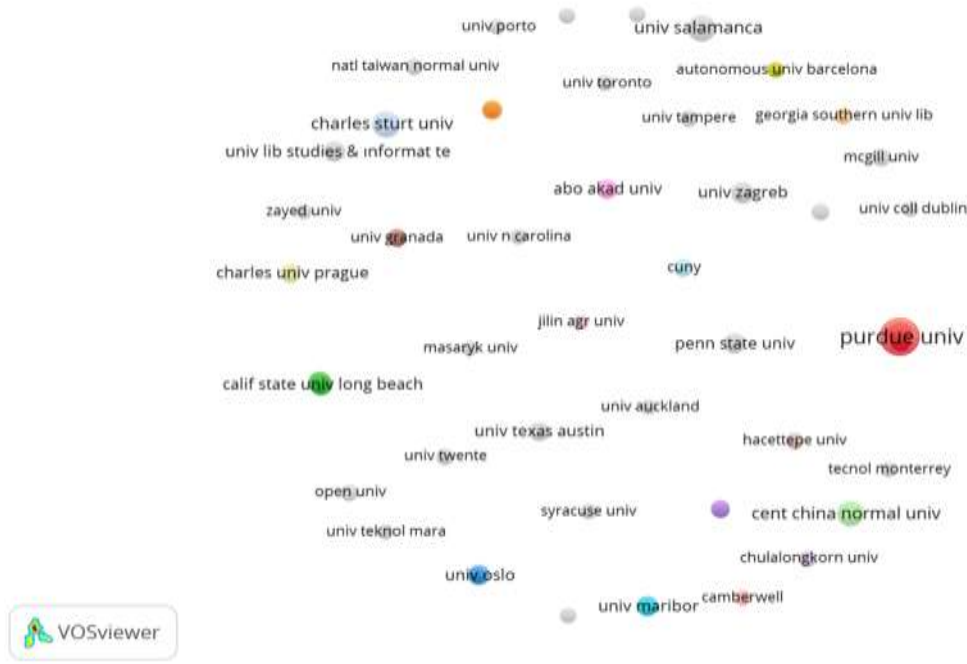 univ porto
univ salamanca
natl taiwan normal univ
autonomous univ barcelona
univ toronto
charles sturt univ
univ tampere
georgia southern univ lib
univ lib studies & informat te
mcgill univ
abo akad univ
univ zagreb
zayed univ
univ coll dublin
univ granada
univ n carolina
charles univ prague
cuny
jilin agr univ
purdue univ
masaryk univ
penn state univ
calif state univ long beach
univ auckland
univ texas austin
hacettepe univ
univ twente
tecnol monterrey
open univ
syracuse univ
cent china normal univ
univ teknol mara
chulalongkorn univ
univ oslo
camberwell
univ maribor
VOSviewer